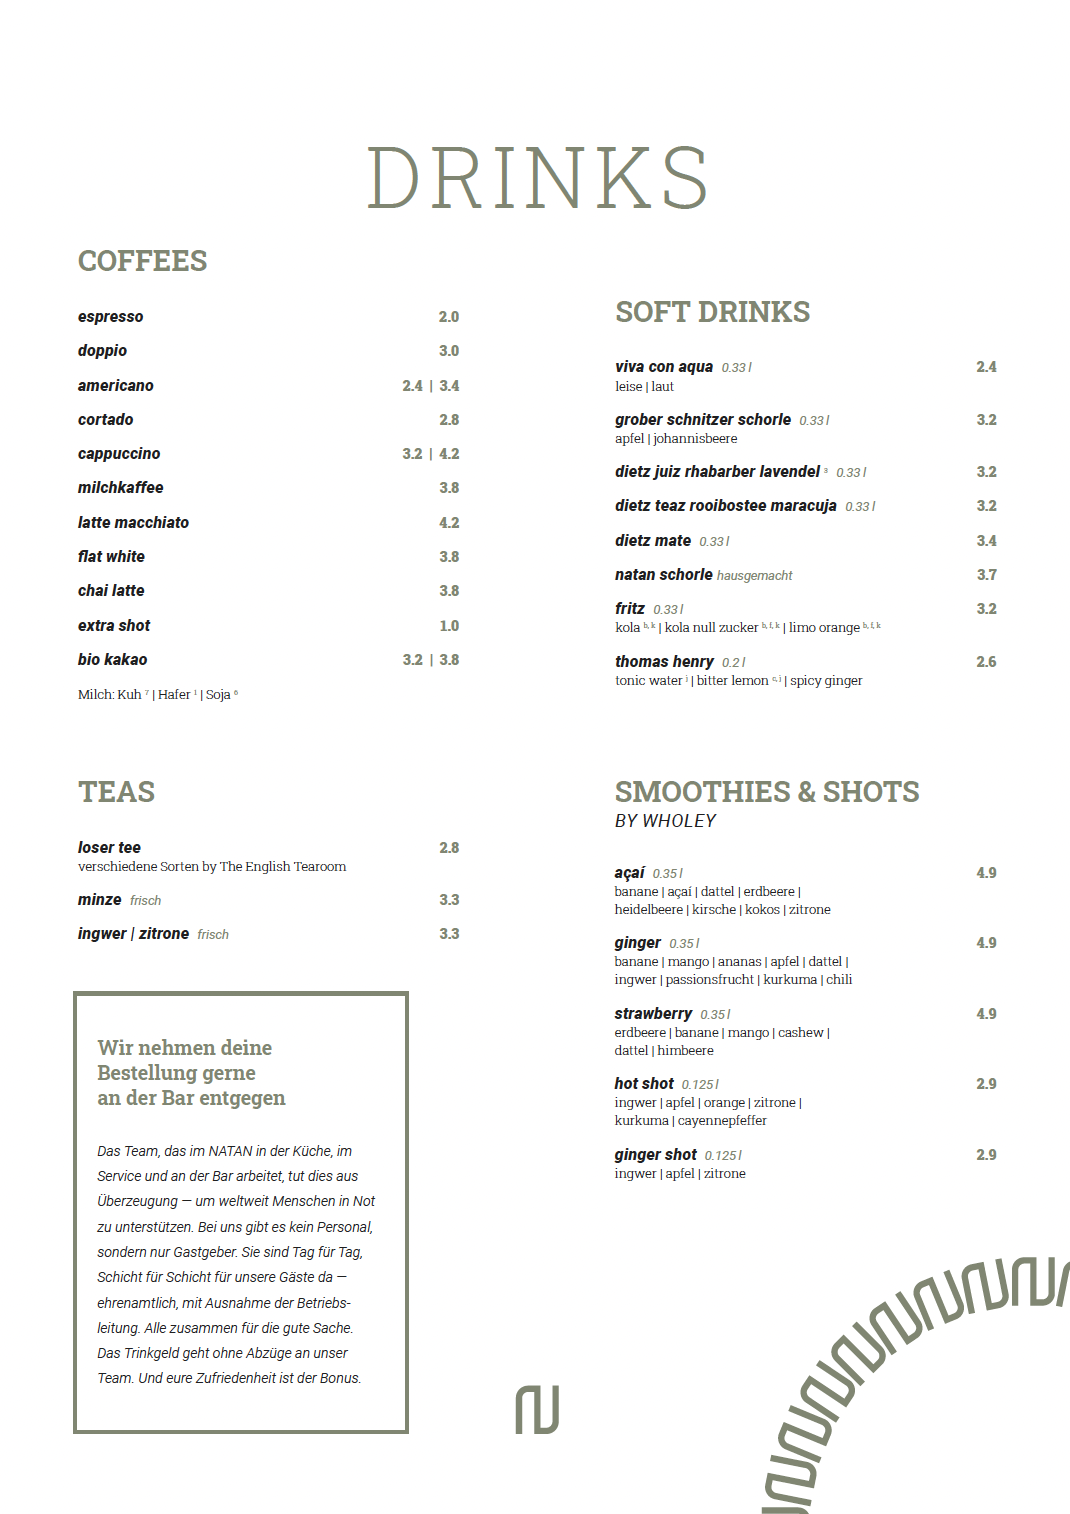 DRINKS
COFFEES
espresso 2.0
doppio 3.0
americano 2.4 | 3.4
cortado 2.8
cappuccino 3.2 | 4.2
milchkaffee 3.8
latte macchiato 4.2
flat white 3.8
chai latte 3.8
extra shot 1.0
bio kakao 3.2 | 3.8
Milch: Kuh ⁷ | Hafer ¹ | Soja ⁶
TEAS
loser tee 2.8
verschiedene Sorten by The English Tearoom
minze frisch 3.3
ingwer | zitrone frisch 3.3
Wir nehmen deine
Bestellung gerne
an der Bar entgegen
Das Team, das im NATAN in der Küche, im
Service und an der Bar arbeitet, tut dies aus
Überzeugung — um weltweit Menschen in Not
zu unterstützen. Bei uns gibt es kein Personal,
sondern nur Gastgeber. Sie sind Tag für Tag,
Schicht für Schicht für unsere Gäste da —
ehrenamtlich, mit Ausnahme der Betriebs-
leitung. Alle zusammen für die gute Sache.
Das Trinkgeld geht ohne Abzüge an unser
Team. Und eure Zufriedenheit ist der Bonus.
SOFT DRINKS
viva con aqua 0.33 l 2.4
leise | laut
grober schnitzer schorle 0.33 l 3.2
apfel | johannisbeere
dietz juiz rhabarber lavendel 0.33 l 3.2
dietz teaz rooibostee maracuja 0.33 l 3.2
dietz mate 0.33 l 3.4
natan schorle hausgemacht 3.7
fritz 0.33 l 3.2
kola b, k | kola null zucker b, f, k | limo orange b, f, k
thomas henry 0.2 l 2.6
tonic water j | bitter lemon c, j | spicy ginger
SMOOTHIES & SHOTS
BY WHOLEY
açaí 0.35 l 4.9
banane | açaí | dattel | erdbeere |
heidelbeere | kirsche | kokos | zitrone
ginger 0.35 l 4.9
banane | mango | ananas | apfel | dattel |
ingwer | passionsfrucht | kurkuma | chili
strawberry 0.35 l 4.9
erdbeere | banane | mango | cashew |
dattel | himbeere
hot shot 0.125 l 2.9
ingwer | apfel | orange | zitrone |
kurkuma | cayennepfeffer
ginger shot 0.125 l 2.9
ingwer | apfel | zitrone